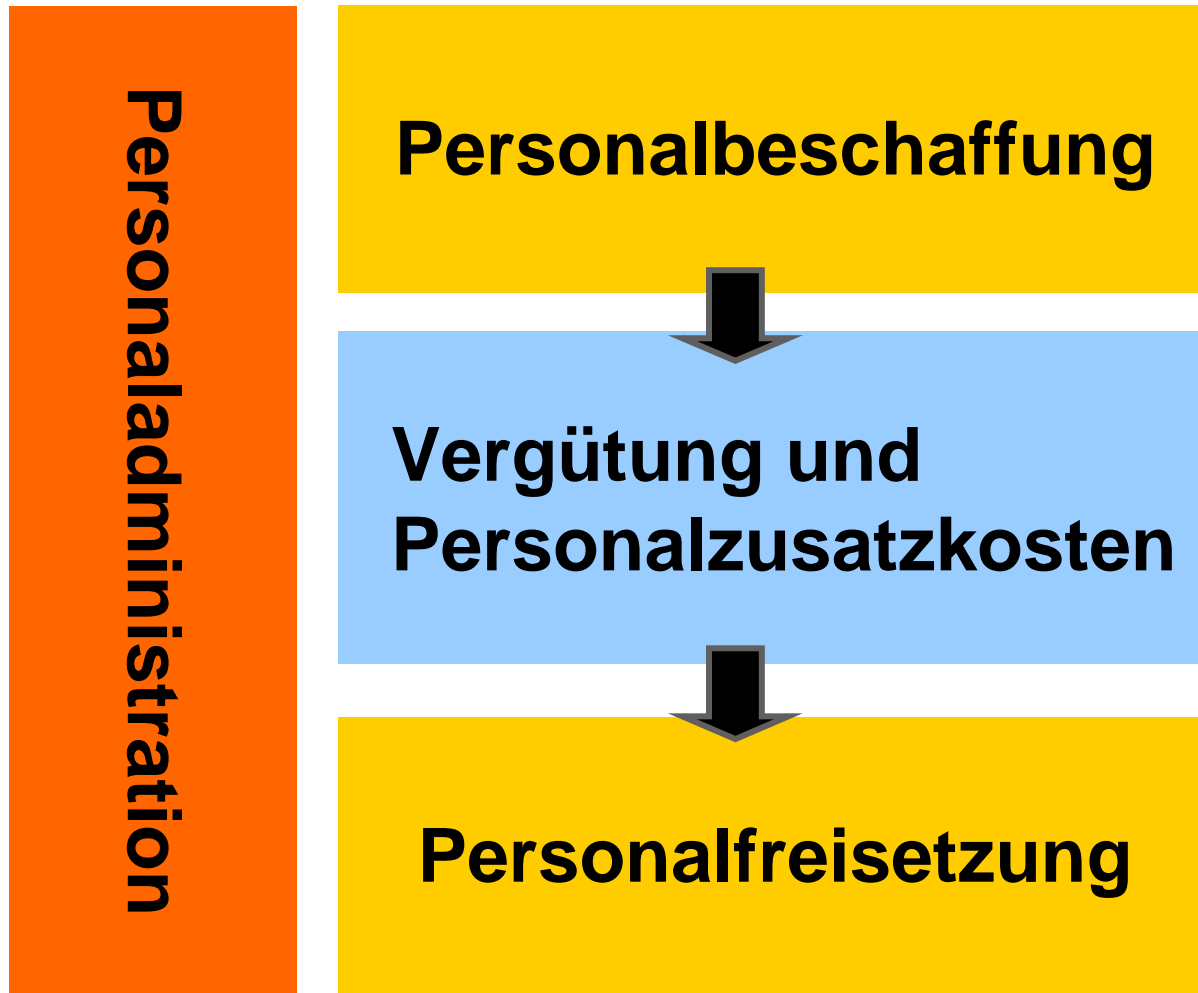 Personaladministration
Personalbeschaffung
Vergütung und
Personalzusatzkosten
Personalfreisetzung